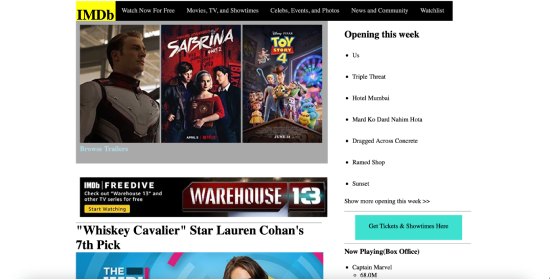 IMDb
Watch Now For Free Movies, TV, and Showtimes Celebs, Events, and Photos News and Community Watchlist
SABRINA
PART 2
APRIL 5 NETFLIX
DISNEY PIXAR
TOY STORY 4
JUNE 21
Browse Trailers
IMDb FREEDIVE
Check out "Warehouse 13" and
other TV series for free
Start Watching
WAREHOUSE 13
"Whiskey Cavalier" Star Lauren Cohan's
7th Pick
THE
Opening this week
Us
Triple Threat
Hotel Mumbai
Mard Ko Dard Nahim Hota
Dragged Across Concrete
Ramen Shop
Sunset
Show more opening this week >>
Get Tickets & Showtimes Here
Now Playing(Box Office)
Captain Marvel
68.0M